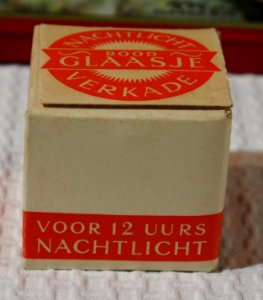 NACHTLICHT
ROOD
GLAASJE
VERKADE
VOOR 12 UURS
NACHTLICHT